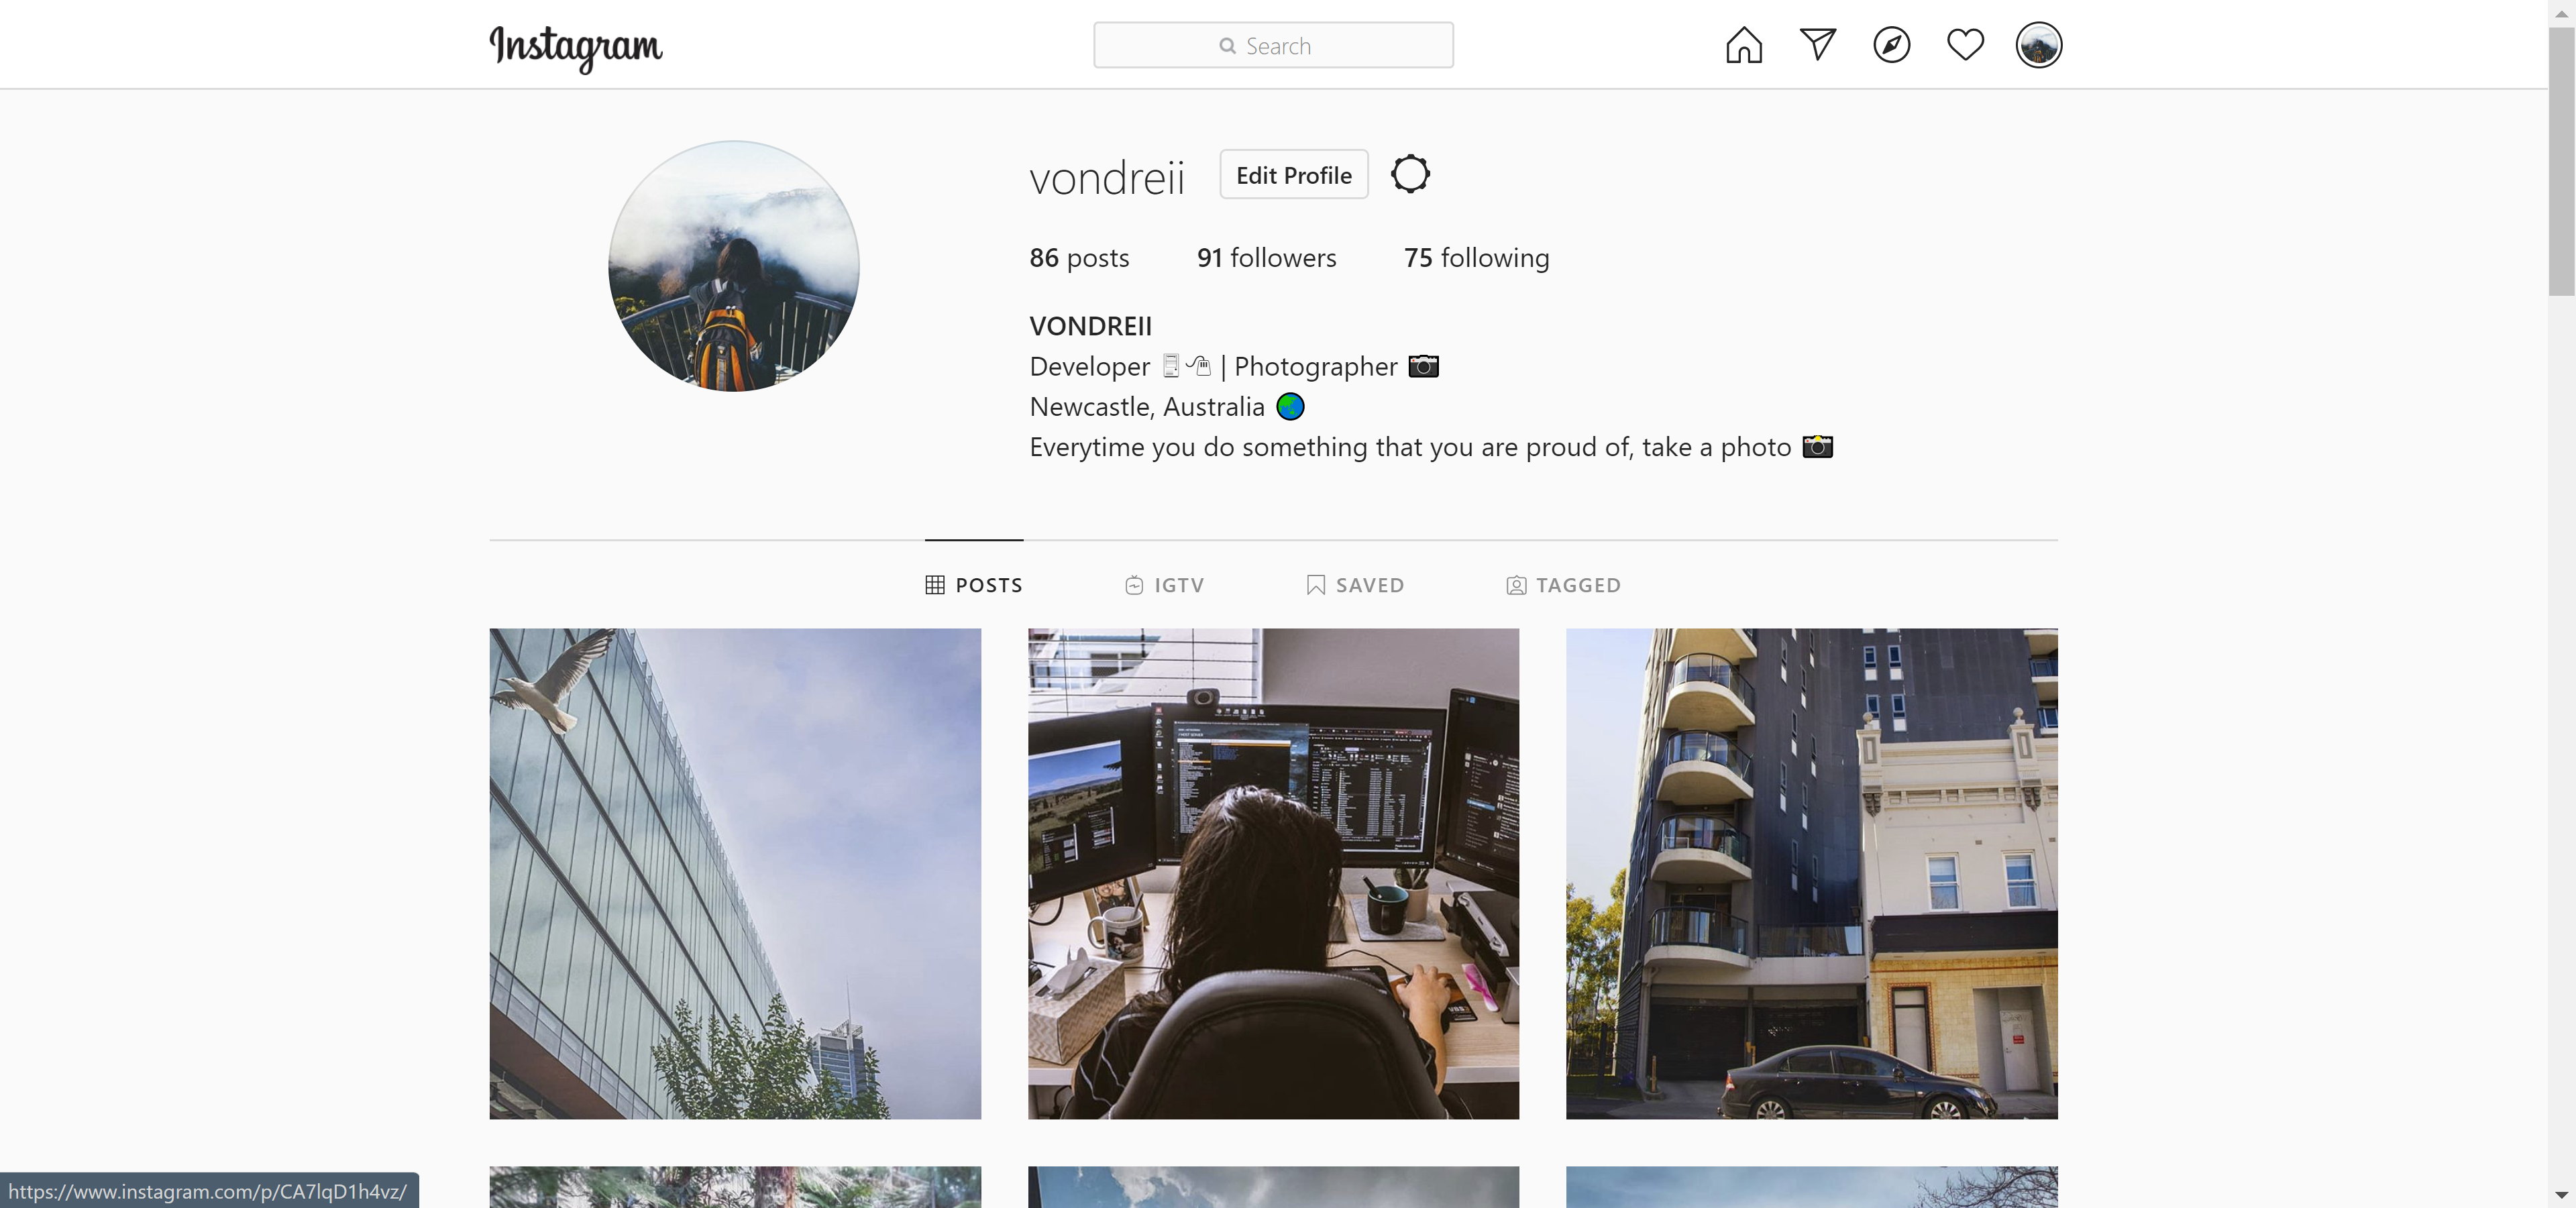 Instagram
Search
vondreii Edit Profile
86 posts 91 followers 75 following
VONDREII
Developer | Photographer
Newcastle, Australia
Everytime you do something that you are proud of, take a photo
POSTS IGTV SAVED TAGGED
https://www.instagram.com/p/CA7lqD1h4vz/